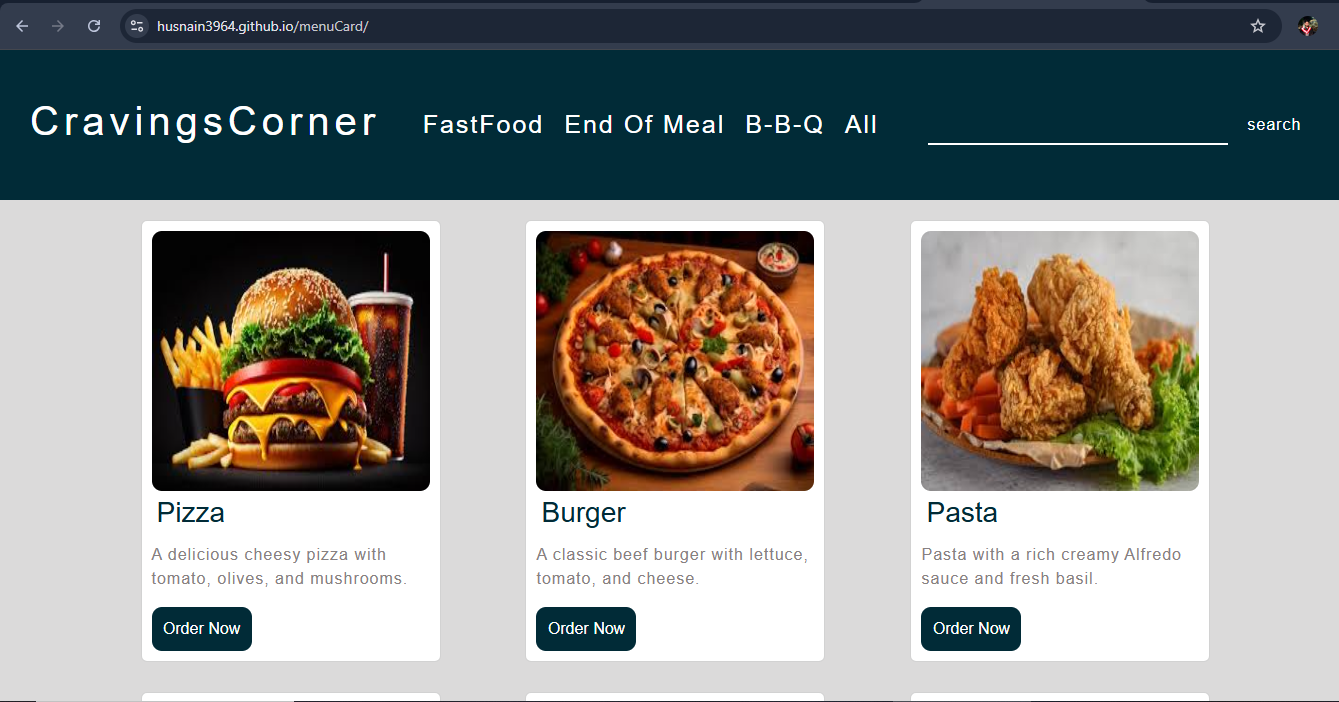 husnain3964.github.io/menuCard/
CravingsCorner
FastFood End Of Meal B-B-Q All
search
Pizza
A delicious cheesy pizza with
tomato, olives, and mushrooms.
Order Now
Burger
A classic beef burger with lettuce,
tomato, and cheese.
Order Now
Pasta
Pasta with a rich creamy Alfredo
sauce and fresh basil.
Order Now